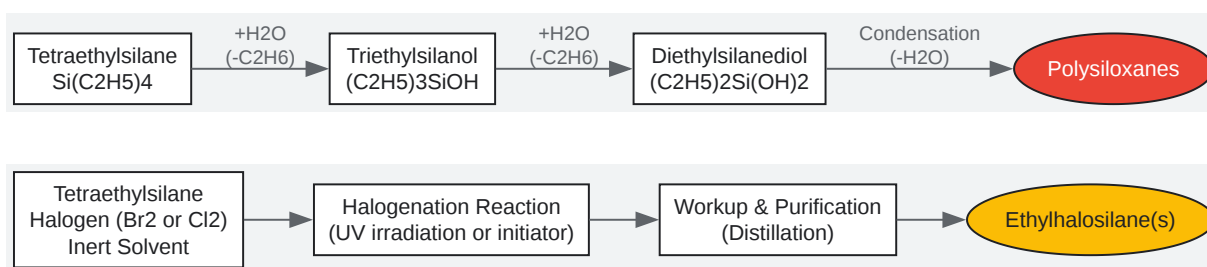 +H2O
(-C2H6)
+H2O
(-C2H6)
Condensation
(-H2O)
Tetraethylsilane
Si(C2H5)4
Triethylsilanol
(C2H5)3SiOH
Diethylsilanediol
(C2H5)2Si(OH)2
Polysiloxanes
Tetraethylsilane
Halogen (Br2 or Cl2)
Inert Solvent
Halogenation Reaction
(UV irradiation or initiator)
Workup & Purification
(Distillation)
Ethylhalosilane(s)